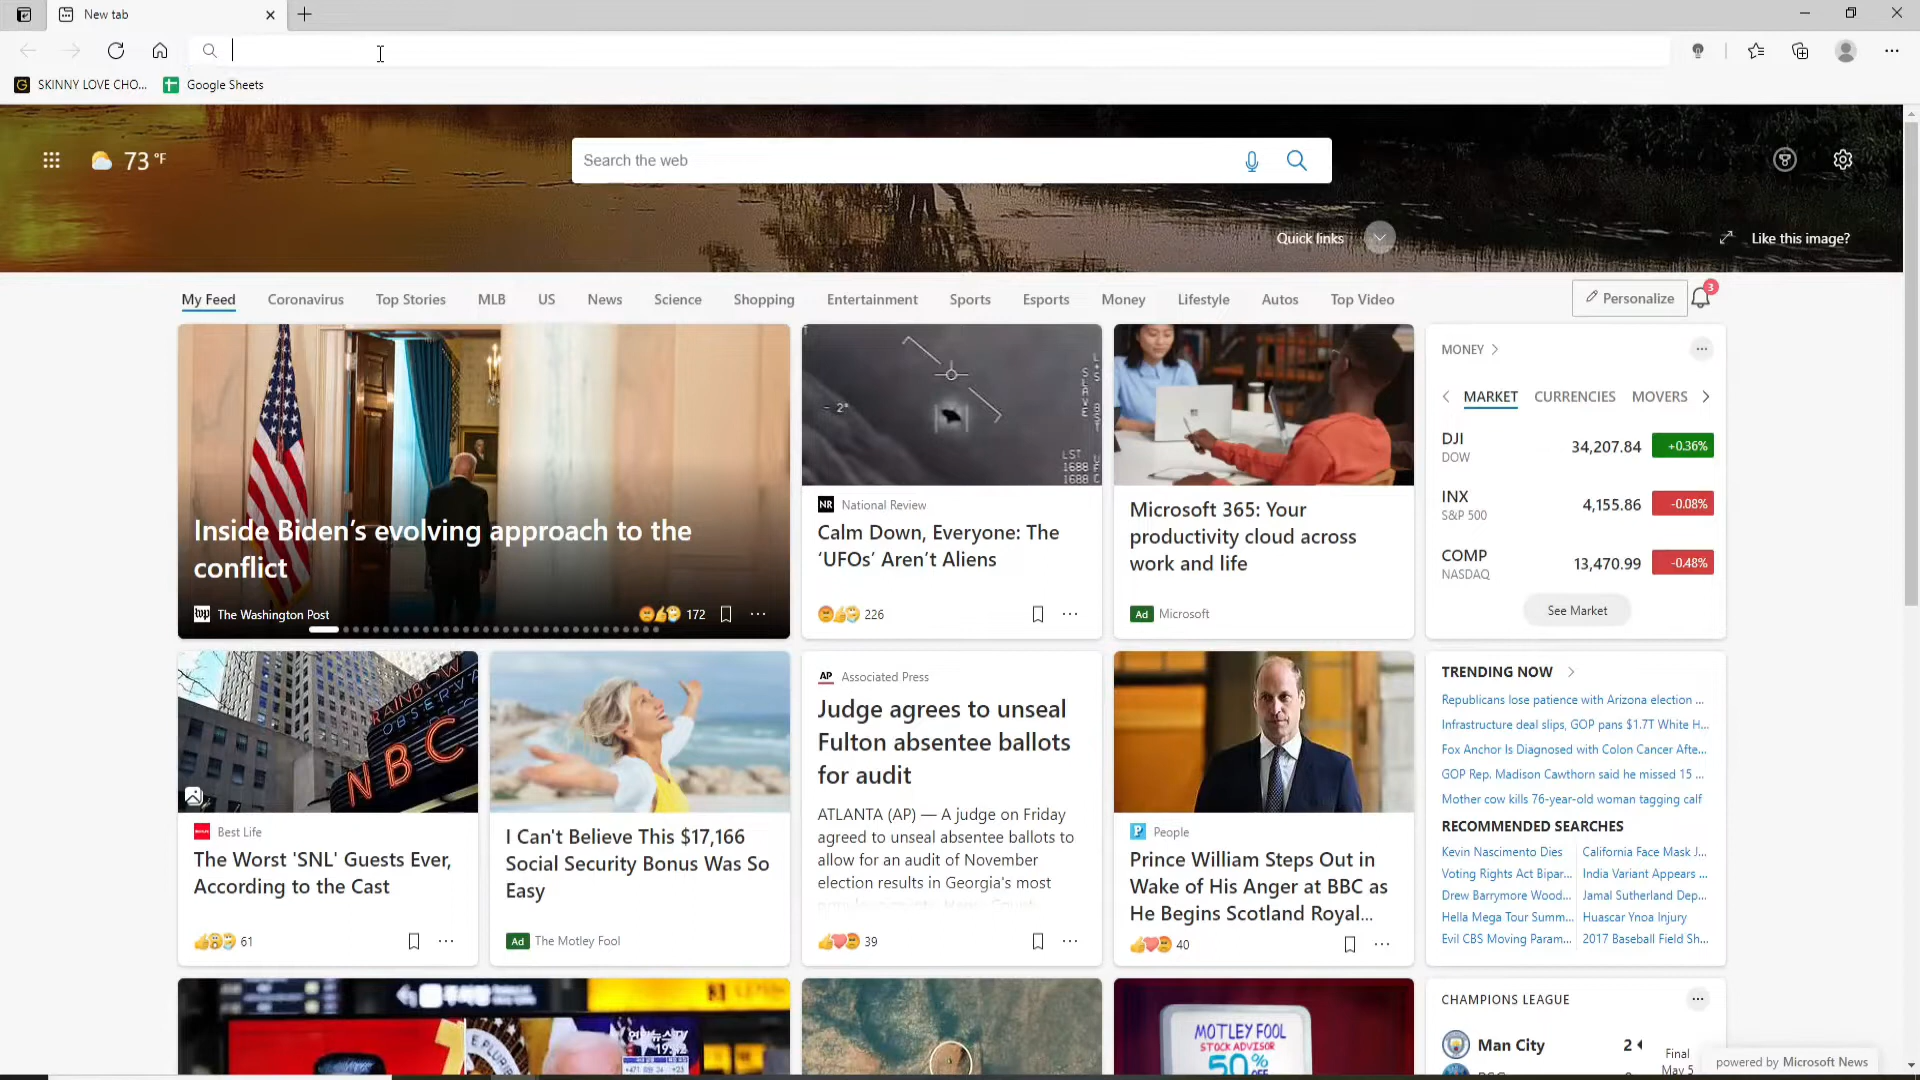 New tab
SKINNY LOVE CHO...
Google Sheets
73 °F
Search the web
Quick links
Like this image?
My Feed
Coronavirus
Top Stories
MLB
US
News
Science
Shopping
Entertainment
Sports
Esports
Money
Lifestyle
Autos
Top Video
Personalize
3
Inside Biden's evolving approach to the
conflict
wp The Washington Post
172
- 2°
L+S
SLAVE
LST
1688
1688
NR National Review
Calm Down, Everyone: The
‘UFOs’ Aren’t Aliens
226
Microsoft 365: Your
productivity cloud across
work and life
Ad Microsoft
MONEY
MARKET CURRENCIES MOVERS
DJI
DOW
34,207.84
+0.36%
INX
S&P 500
4,155.86
-0.08%
COMP
NASDAQ
13,470.99
-0.48%
See Market
RAINBOW
OBSERVA
NBC
Best Life
The Worst 'SNL' Guests Ever,
According to the Cast
61
I Can't Believe This $17,166
Social Security Bonus Was So
Easy
Ad The Motley Fool
AP Associated Press
Judge agrees to unseal
Fulton absentee ballots
for audit
ATLANTA (AP) — A judge on Friday
agreed to unseal absentee ballots to
allow for an audit of November
election results in Georgia's most
39
P People
Prince William Steps Out in
Wake of His Anger at BBC as
He Begins Scotland Royal...
40
TRENDING NOW
Republicans lose patience with Arizona election ...
Infrastructure deal slips, GOP pans $1.7T White H...
Fox Anchor Is Diagnosed with Colon Cancer Afte...
GOP Rep. Madison Cawthorn said he missed 15 ...
Mother cow kills 76-year-old woman tagging calf
RECOMMENDED SEARCHES
Kevin Nascimento Dies
California Face Mask J...
Voting Rights Act Bipar...
India Variant Appears ...
Drew Barrymore Wood...
Jamal Sutherland Dep...
Hella Mega Tour Summ...
Huascar Ynoa Injury
Evil CBS Moving Param...
2017 Baseball Field Sh...
MOTLEY FOOL
STOCK ADVISOR
50% OFF
CHAMPIONS LEAGUE
Man City
2
Final
May 5
powered by Microsoft News